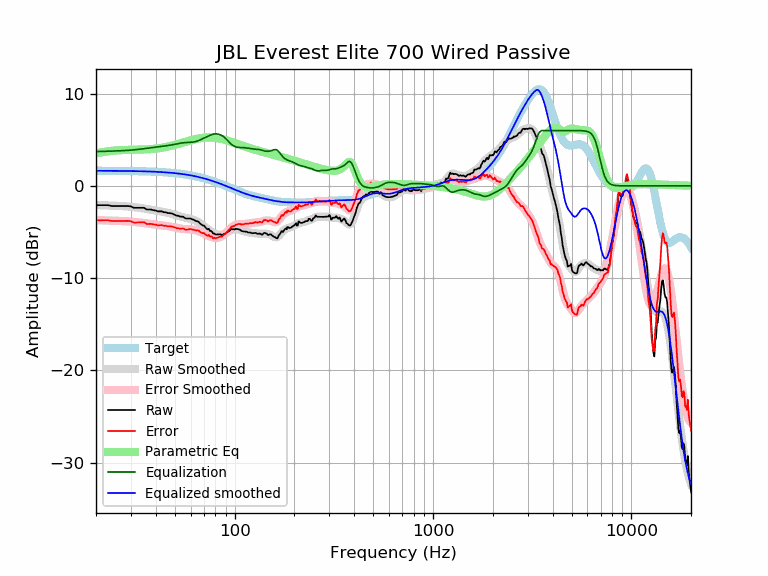 JBL Everest Elite 700 Wired Passive
10
0
−10
−20
−30
Amplitude (dBr)
Target
Raw Smoothed
Error Smoothed
Raw
Error
Parametric Eq
Equalization
Equalized smoothed
100
1000
10000
Frequency (Hz)